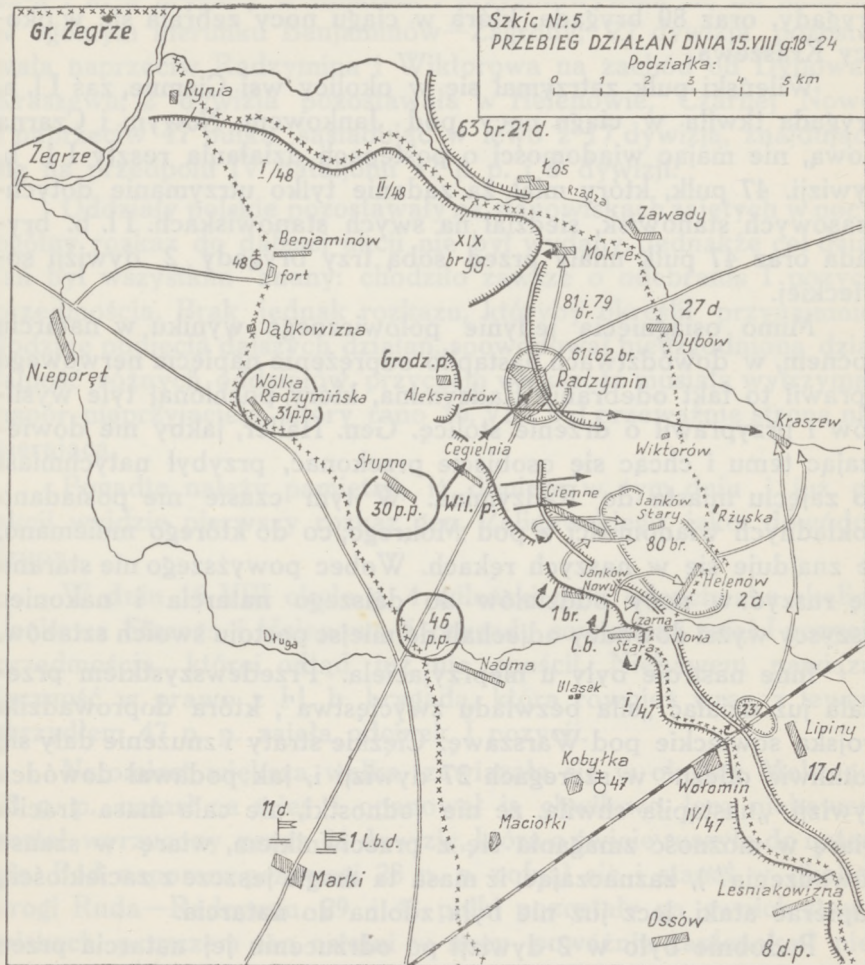 Szkic Nr. 5
PRZEBIEG DZIAŁAŃ DNIA 15.VIII g.18-24
Podziałka:
0 1 2 3 4 5 km
Gr. Zegrze
Runia
Zegrze
63 br. 21 d.
I/48
II/48
Łos
Rządza
Zawady
XIX
bryg.
Mokre
Benjaminów
48
fort
81 i 79
br.
27 d.
Dybów
Dąbkowizna
61 i 62 br.
Grodz. p.
Radzymin
Nieporęt
Wólka
Radzymińska
31 p.p.
Aleksandrów
Kraszew
Wiktorów
Cegielnia
Słupno
30 p.p.
Wil. p.
Ciemne
Janków
Stary
Rżyska
80 br.
Janków
Nowy
Helenów
2 d.
1 br.
46
p.p.
Czarna
Nowa
L.b.
Stara
Długa
Nadma
Ulasek
I/47
237
Lipiny
Kobyłka
47
17 d.
Wołomin
Maciołki
IV/47
11 d.
1 L.b.d.
Marki
Leśniakowizna
Ossów
8 d.p.